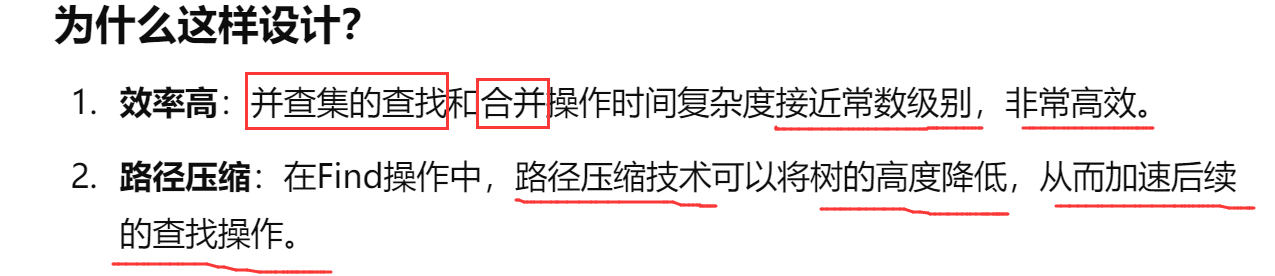 为什么这样设计?
1. 效率高：并查集的查找和合并操作时间复杂度接近常数级别，非常高效。
2. 路径压缩：在Find操作中，路径压缩技术可以将树的高度降低，从而加速后续
的查找操作。